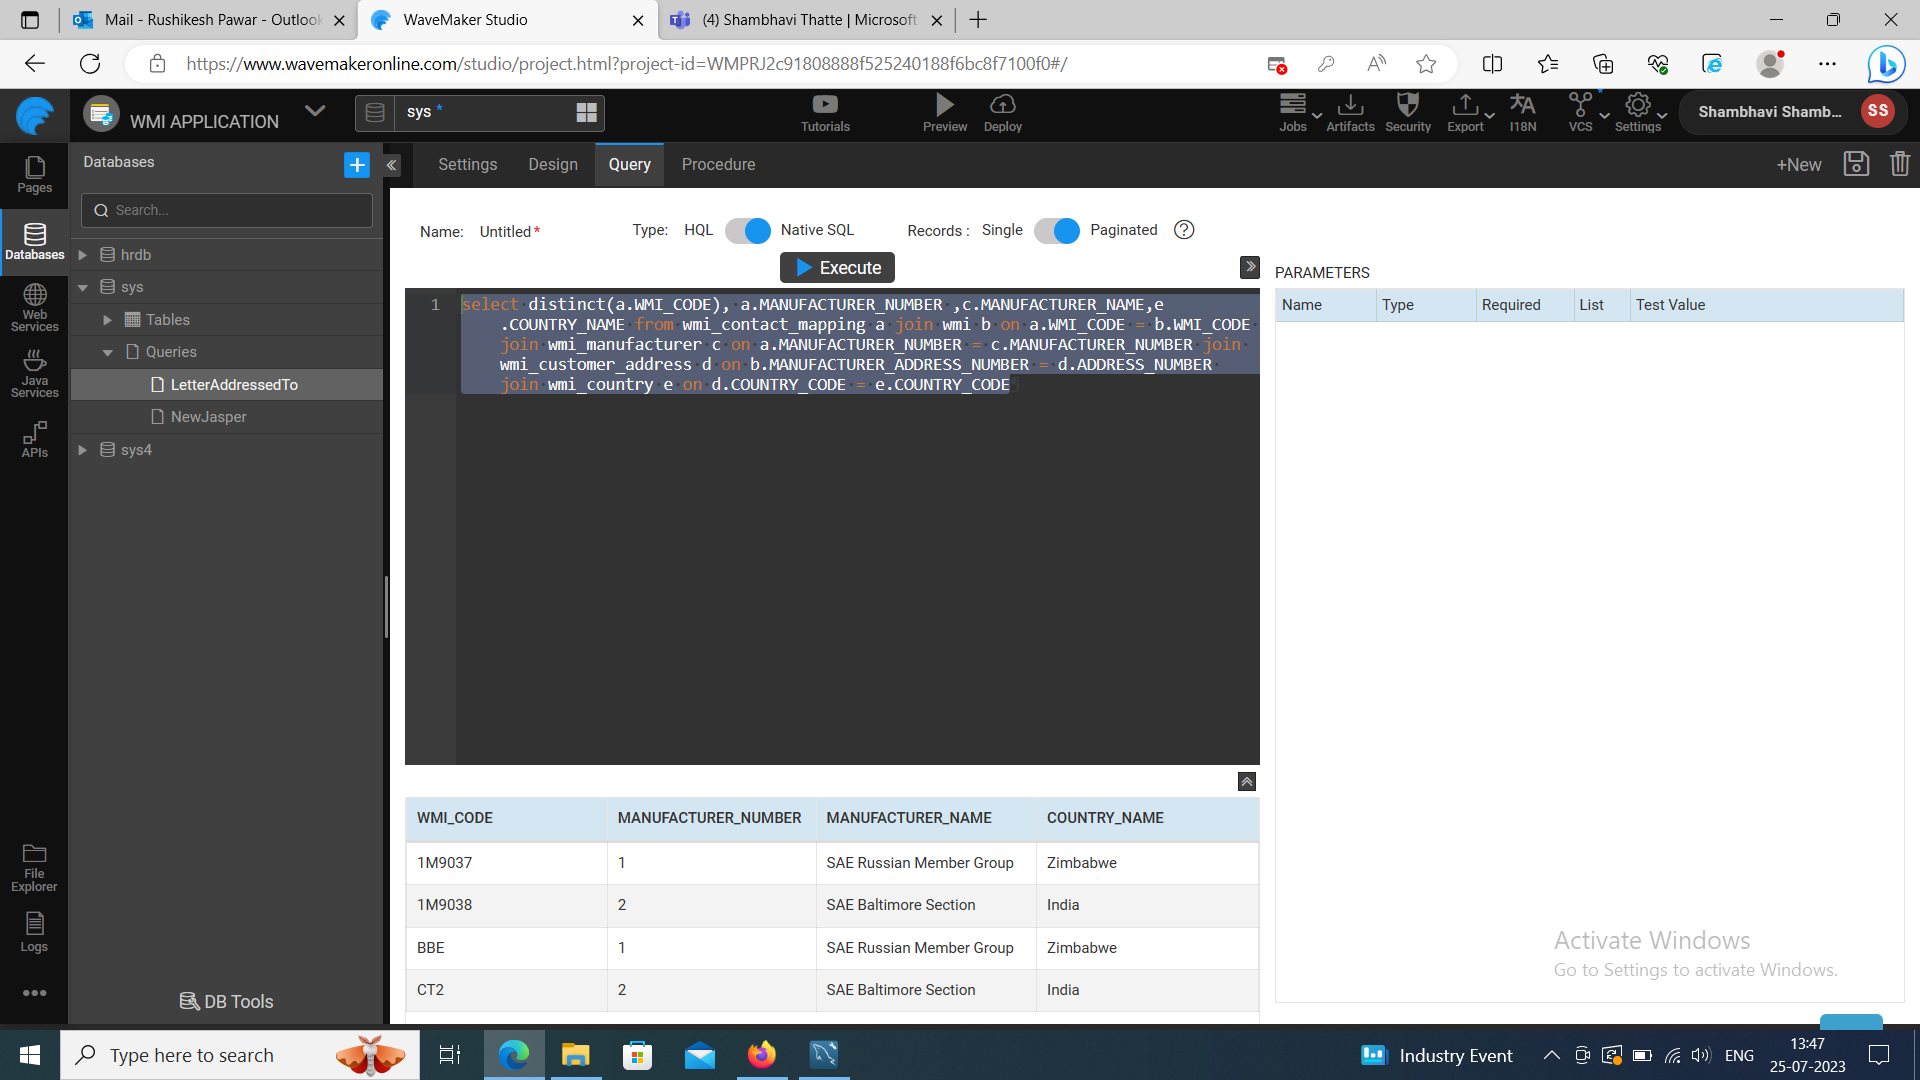 Mail - Rushikesh Pawar - Outlook
WaveMaker Studio
(4) Shambhavi Thatte | Microsoft
https://www.wavemakeronline.com/studio/project.html?project-id=WMPRJ2c91808888f525240188f6bc8f7100f0#/
WMI APPLICATION
sys *
Tutorials
Preview
Deploy
Jobs
Artifacts
Security
Export
I18N
VCS *
Settings
Shambhavi Shamb...
SS
Pages
Databases
Web Services
Java Services
APIs
File Explorer
Logs
Databases
Search...
hrdb
sys
Tables
Queries
LetterAddressedTo
NewJasper
sys4
DB Tools
Settings
Design
Query
Procedure
+New
Name: Untitled*
Type: HQL Native SQL
Records : Single Paginated
Execute
1
select distinct(a.WMI_CODE), a.MANUFACTURER_NUMBER ,c.MANUFACTURER_NAME,e
.COUNTRY_NAME from wmi_contact_mapping a join wmi b on a.WMI_CODE = b.WMI_CODE
join wmi_manufacturer c on a.MANUFACTURER_NUMBER = c.MANUFACTURER_NUMBER join
wmi_customer_address d on b.MANUFACTURER_ADDRESS_NUMBER = d.ADDRESS_NUMBER
join wmi_country e on d.COUNTRY_CODE = e.COUNTRY_CODE
PARAMETERS
Name Type Required List Test Value
WMI_CODE MANUFACTURER_NUMBER MANUFACTURER_NAME COUNTRY_NAME
1M9037 1 SAE Russian Member Group Zimbabwe
1M9038 2 SAE Baltimore Section India
BBE 1 SAE Russian Member Group Zimbabwe
CT2 2 SAE Baltimore Section India
Activate Windows
Go to Settings to activate Windows.
Type here to search
Industry Event
ENG
13:47
25-07-2023